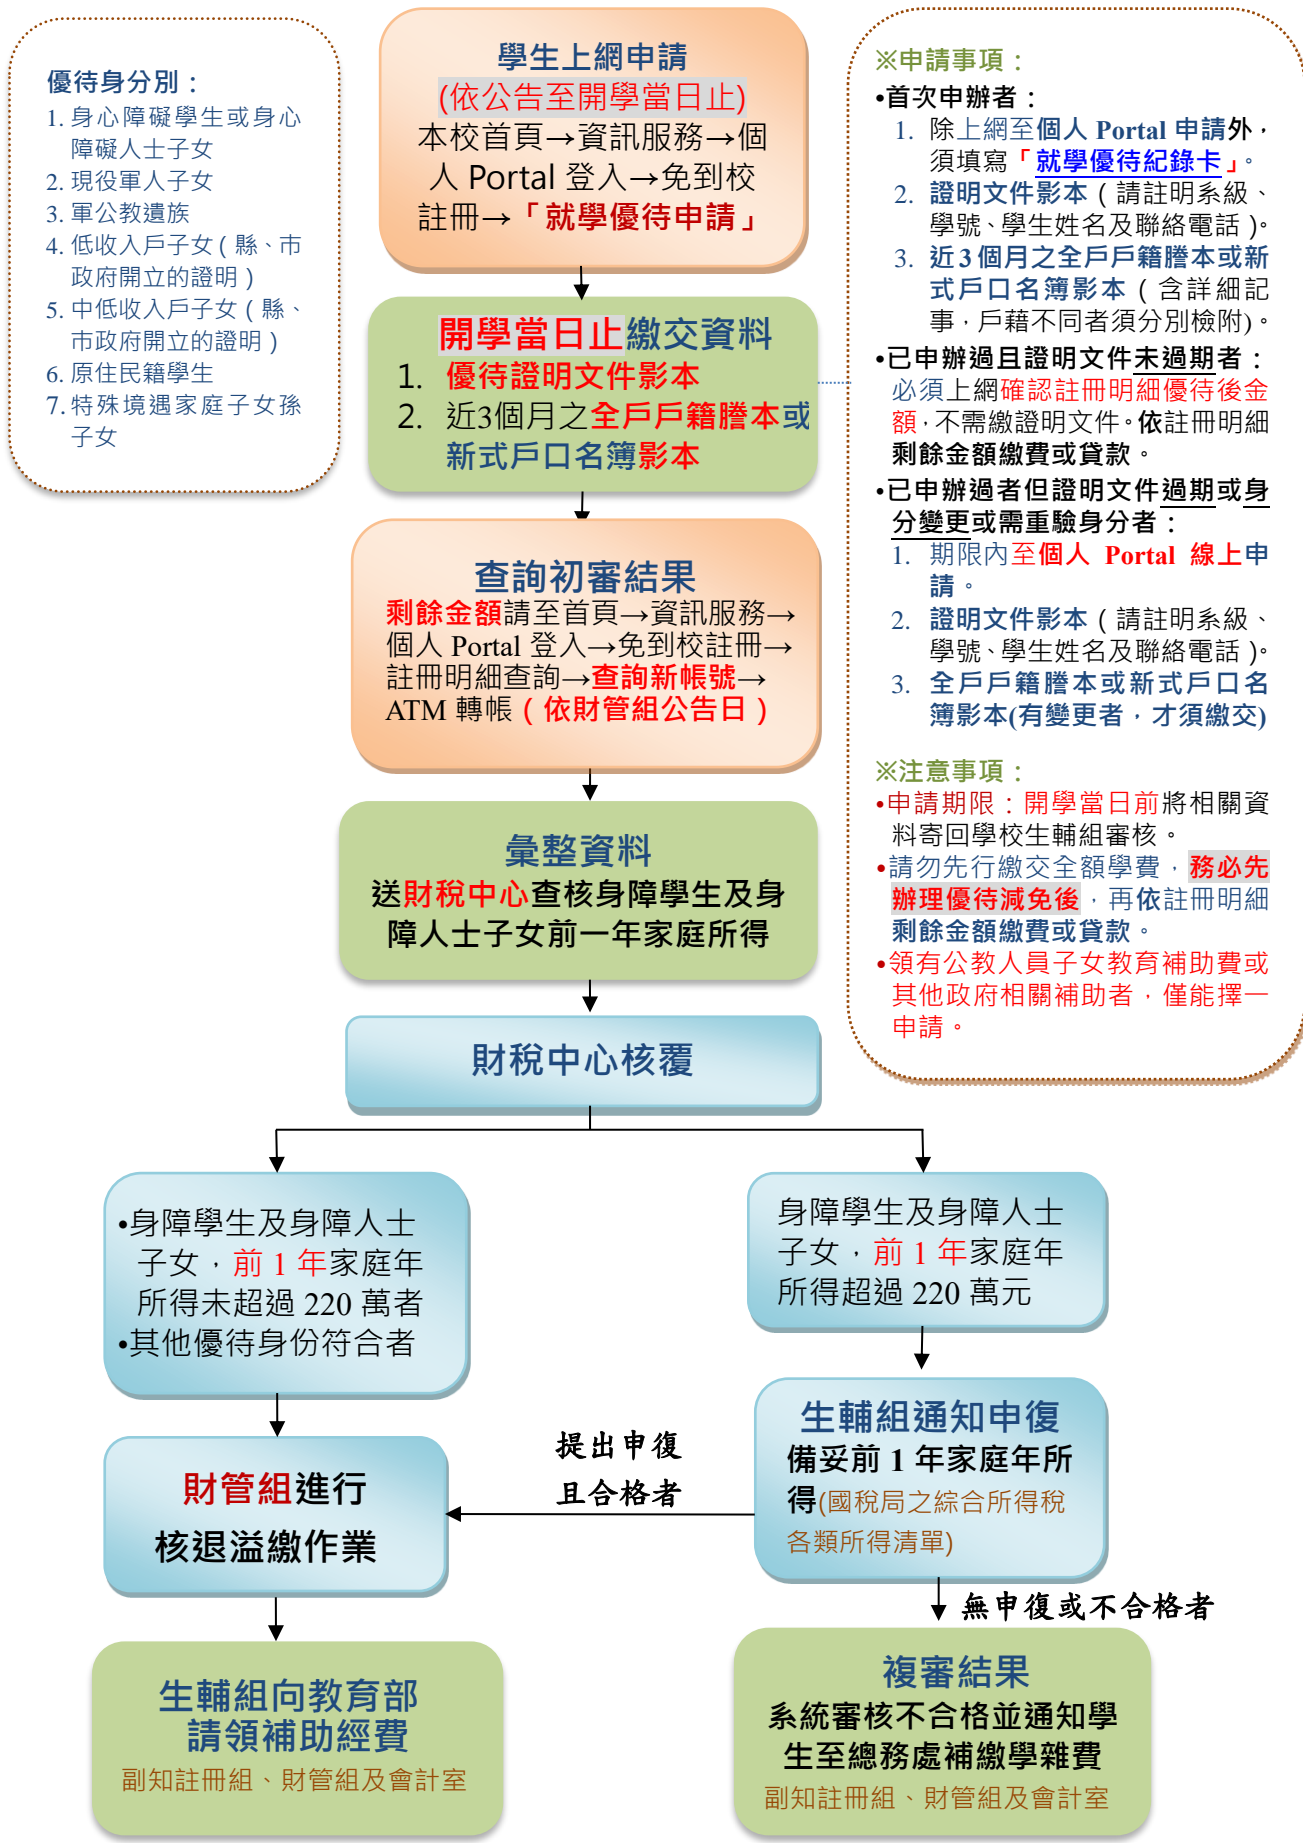 優待身分別：
1. 身心障礙學生或身心
障礙人士子女
2. 現役軍人子女
3. 軍公教遺族
4. 低收入戶子女（縣、市
政府開立的證明）
5. 中低收入戶子女（縣、
市政府開立的證明）
6. 原住民籍學生
7. 特殊境遇家庭子女孫
子女
學生上網申請
(依公告至開學當日止)
本校首頁→資訊服務→個
人 Portal 登入→免到校
註冊→「就學優待申請」
開學當日止繳交資料
1. 優待證明文件影本
2. 近3個月之全戶戶籍謄本或
新式戶口名簿影本
查詢初審結果
剩餘金額請至首頁→資訊服務→
個人 Portal 登入→免到校註冊→
註冊明細查詢→查詢新帳號→
ATM 轉帳（依財管組公告日）
彙整資料
送財稅中心查核身障學生及身
障人士子女前一年家庭所得
財稅中心核覆
※申請事項：
•首次申辦者：
1. 除上網至個人 Portal 申請外，
須填寫「就學優待紀錄卡」。
2. 證明文件影本（請註明系級、
學號、學生姓名及聯絡電話）。
3. 近 3 個月之全戶戶籍謄本或新
式戶口名簿影本（含詳細記
事，戶藉不同者須分別檢附)。
•已申辦過且證明文件未過期者：
必須上網確認註冊明細優待後金
額，不需繳證明文件。依註冊明細
剩餘金額繳費或貸款。
•已申辦過者但證明文件過期或身
分變更或需重驗身分者：
1. 期限內至個人 Portal 線上申
請。
2. 證明文件影本（請註明系級、
學號、學生姓名及聯絡電話）。
3. 全戶戶籍謄本或新式戶口名
簿影本(有變更者，才須繳交)
※注意事項：
•申請期限：開學當日前將相關資
料寄回學校生輔組審核。
•請勿先行繳交全額學費，務必先
辦理優待減免後，再依註冊明細
剩餘金額繳費或貸款。
•領有公教人員子女教育補助費或
其他政府相關補助者，僅能擇一
申請。
•身障學生及身障人士
子女，前 1 年家庭年
所得未超過 220 萬者
•其他優待身份符合者
身障學生及身障人士
子女，前 1 年家庭年
所得超過 220 萬元
財管組進行
核退溢繳作業
提出申復
且合格者
生輔組通知申復
備妥前 1 年家庭年所
得(國稅局之綜合所得稅
各類所得清單)
無申復或不合格者
生輔組向教育部
請領補助經費
副知註冊組、財管組及會計室
複審結果
系統審核不合格並通知學
生至總務處補繳學雜費
副知註冊組、財管組及會計室